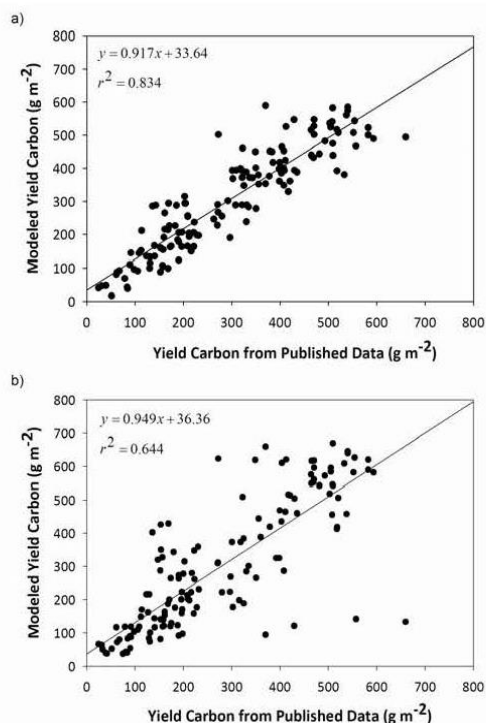 a)
y = 0.917x + 33.64
r² = 0.834
800
700
600
500
400
300
200
100
0
Modeled Yield Carbon (g m⁻²)
0 100 200 300 400 500 600 700 800
Yield Carbon from Published Data (g m⁻²)
b)
y = 0.949x + 36.36
r² = 0.644
800
700
600
500
400
300
200
100
0
Modeled Yield Carbon (g m⁻²)
0 100 200 300 400 500 600 700 800
Yield Carbon from Published Data (g m⁻²)